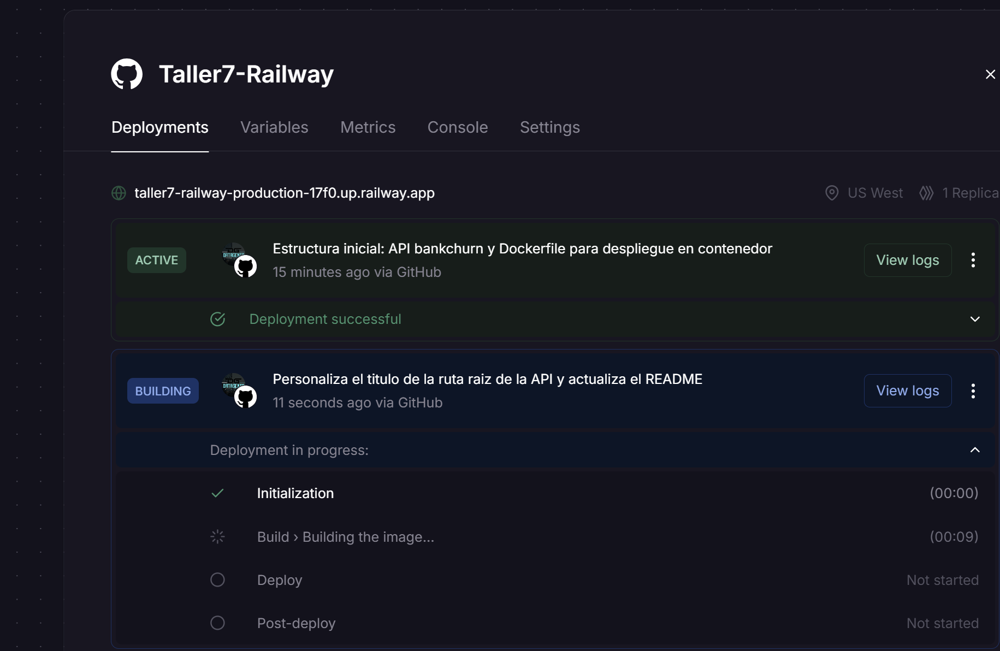 Taller7-Railway
Deployments Variables Metrics Console Settings
taller7-railway-production-17f0.up.railway.app US West 1 Replica
ACTIVE Estructura inicial: API bankchurn y Dockerfile para despliegue en contenedor View logs
15 minutes ago via GitHub
Deployment successful
BUILDING Personaliza el titulo de la ruta raiz de la API y actualiza el README View logs
11 seconds ago via GitHub
Deployment in progress:
Initialization (00:00)
Build › Building the image... (00:09)
Deploy Not started
Post-deploy Not started